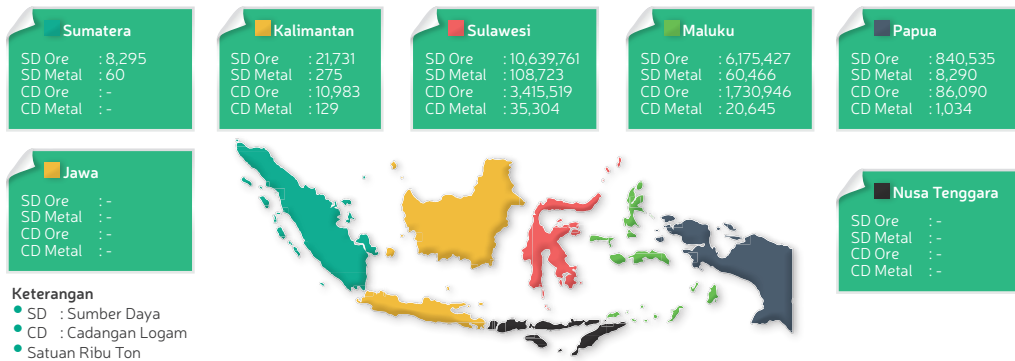 Sumatera
SD Ore : 8,295
SD Metal : 60
CD Ore : -
CD Metal : -
Kalimantan
SD Ore : 21,731
SD Metal : 275
CD Ore : 10,983
CD Metal : 129
Sulawesi
SD Ore : 10,639,761
SD Metal : 108,723
CD Ore : 3,415,519
CD Metal : 35,304
Maluku
SD Ore : 6,175,427
SD Metal : 60,466
CD Ore : 1,730,946
CD Metal : 20,645
Papua
SD Ore : 840,535
SD Metal : 8,290
CD Ore : 86,090
CD Metal : 1,034
Jawa
SD Ore : -
SD Metal : -
CD Ore : -
CD Metal : -
Nusa Tenggara
SD Ore : -
SD Metal : -
CD Ore : -
CD Metal : -
Keterangan
• SD : Sumber Daya
• CD : Cadangan Logam
• Satuan Ribu Ton